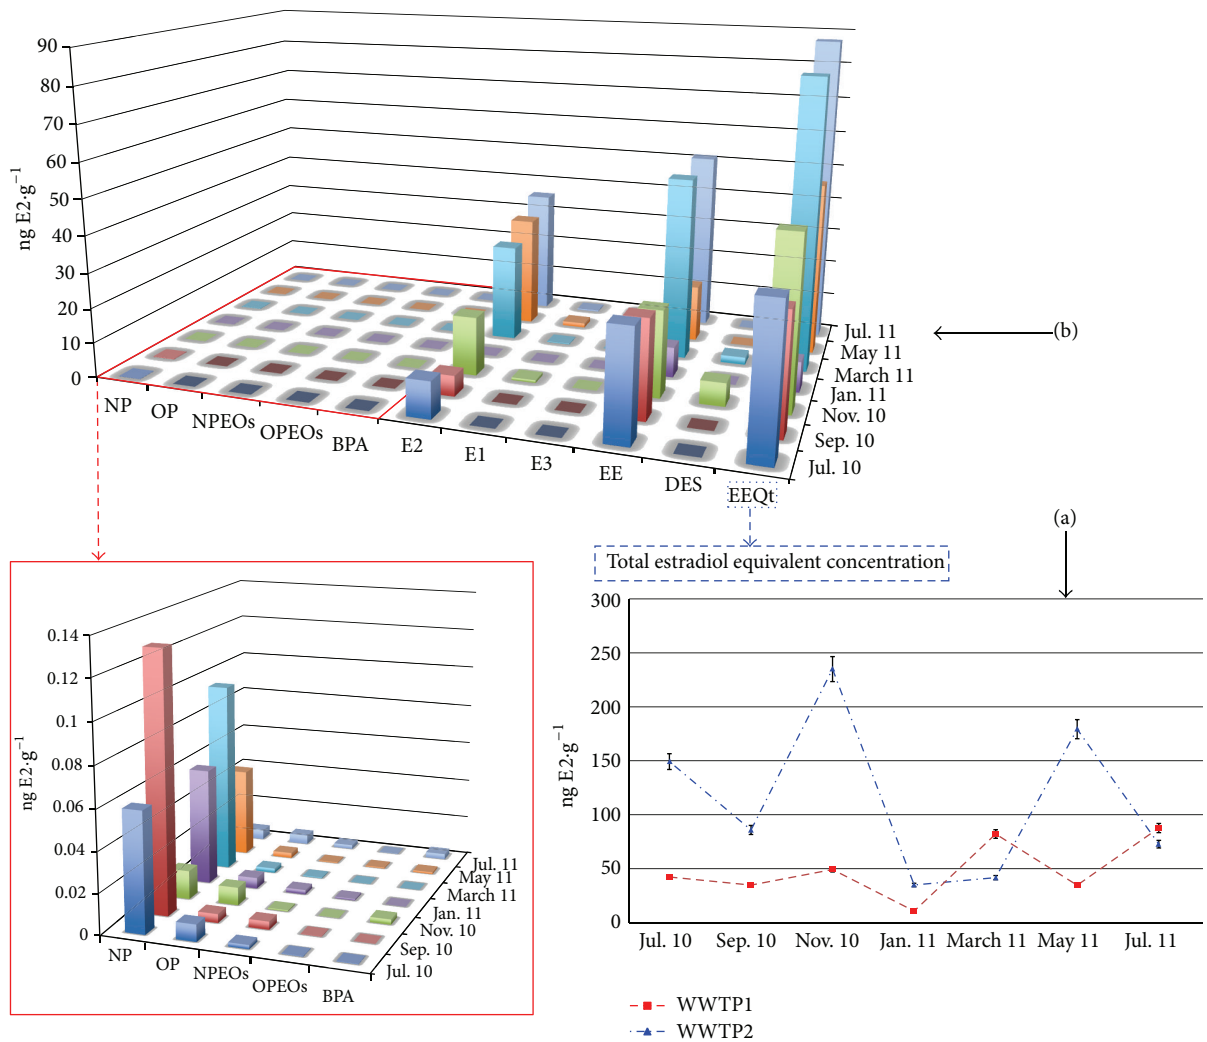 90
80
70
60
50
40
30
20
10
0
ng E2·g⁻¹
NP
OP
NPEOs
OPEOs
BPA
E2
E1
E3
EE
DES
EEQt
Jul. 11
May 11
March 11
Jan. 11
Nov. 10
Sep. 10
Jul. 10
(b)
(a)
Total estradiol equivalent concentration
0.14
0.12
0.1
0.08
0.06
0.04
0.02
0
ng E2·g⁻¹
NP
OP
NPEOs
OPEOs
BPA
Jul. 11
May 11
March 11
Jan. 11
Nov. 10
Sep. 10
Jul. 10
300
250
200
150
100
50
0
ng E2·g⁻¹
Jul. 10 Sep. 10 Nov. 10 Jan. 11 March 11 May 11 Jul. 11
WWTP1
WWTP2